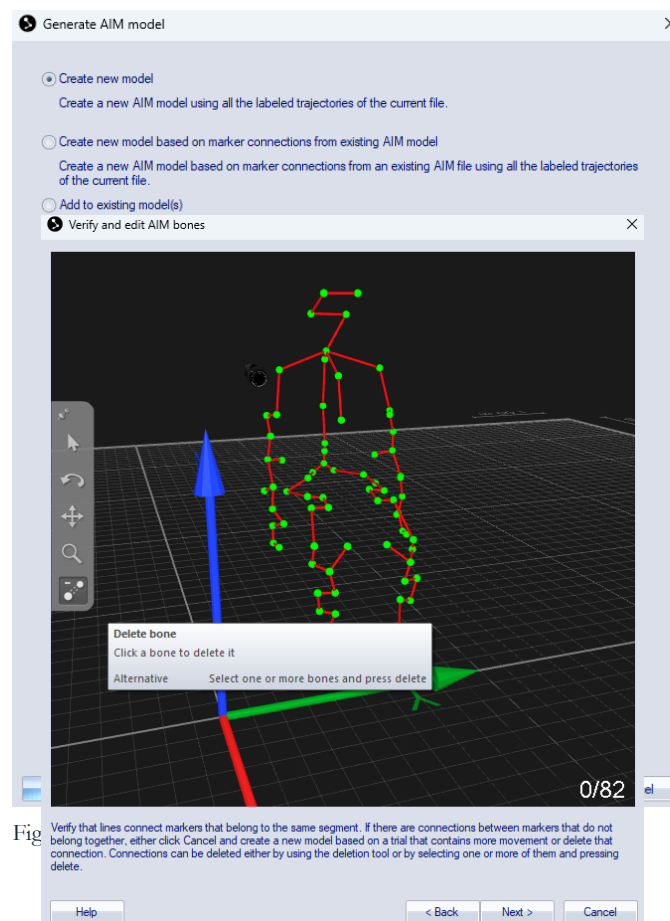 Generate AIM model
Create new model
Create a new AIM model using all the labeled trajectories of the current file.
Create new model based on marker connections from existing AIM model
Create a new AIM model based on marker connections from an existing AIM file using all the labeled trajectories
of the current file.
Add to existing model(s)
Verify and edit AIM bones
Delete bone
Click a bone to delete it
Alternative Select one or more bones and press delete
0/82
el
Fig
Verify that lines connect markers that belong to the same segment. If there are connections between markers that do not
belong together, either click Cancel and create a new model based on a trial that contains more movement or delete that
connection. Connections can be deleted either by using the deletion tool or by selecting one or more of them and pressing
delete.
Help
< Back
Next >
Cancel